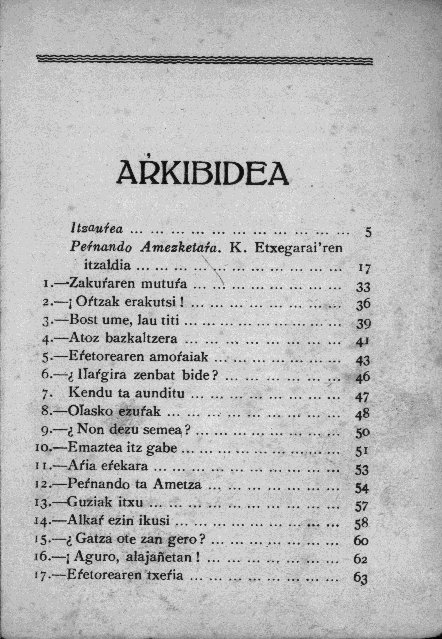 AŔKIBIDEA
Itzauŕea ... ... ... ... ... ... ... ... ... ... ... 5
Peŕnando Amezketaŕa. K. Etxegarai'ren
itzaldia ... ... ... ... ... ... ... ... ... ... 17
1.—Zakuŕaren mutuŕa ... ... ... ... ... ... ... 33
2.—¡ Oŕtzak erakutsi ! ... ... ... ... ... ... ... 36
3.—Bost ume, lau titi ... ... ... ... ... ... ... ... 39
4.—Atoz bazkaltzera ... ... ... ... ... ... ... ... 41
5.—Eŕetorearen amoŕaiak ... ... ... ... ... ... 43
6.—¿ Ilaŕgira zenbat bide ? ... ... ... ... ... ... 46
7. Kendu ta aunditu ... ... ... ... ... ... ... 47
8.—Olasko ezuŕak ... ... ... ... ... ... ... ... 48
9.—¿ Non dezu semea ? ... ... ... ... ... ... ... 50
10.—Emaztea itz gabe ... ... ... ... ... ... ... ... 51
11.—Aŕia eŕekara ... ... ... ... ... ... ... ... ... 53
12.—Peŕnando ta Ametza ... ... ... ... ... ... ... 54
13.—Guziak itxu ... ... ... ... ... ... ... ... ... 57
14.—Alkaŕ ezin ikusi ... ... ... ... ... ... ... ... 58
15.—¿ Gatza ote zan gero ? ... ... ... ... ... ... 60
16.—¡ Aguro, alajañetan ! ... ... ... ... ... ... ... 62
17.—Eŕetorearen txeŕia ... ... ... ... ... ... ... 63